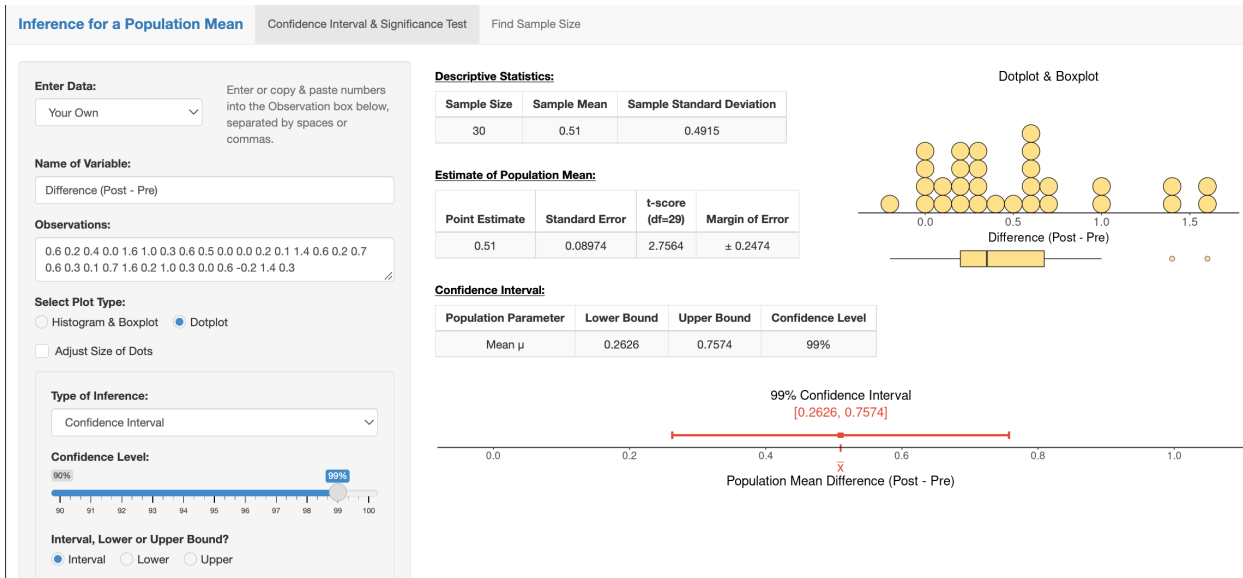 Inference for a Population Mean
Confidence Interval & Significance Test
Find Sample Size
Enter Data:
Your Own
Enter or copy & paste numbers
into the Observation box below,
separated by spaces or
commas.
Name of Variable:
Difference (Post - Pre)
Observations:
0.6 0.2 0.4 0.0 1.6 1.0 0.3 0.6 0.5 0.0 0.0 0.2 0.1 1.4 0.6 0.2 0.7
0.6 0.3 0.1 0.7 1.6 0.2 1.0 0.3 0.0 0.6 -0.2 1.4 0.3
Select Plot Type:
Histogram & Boxplot Dotplot
Adjust Size of Dots
Type of Inference:
Confidence Interval
Confidence Level:
90% 99%
90 91 92 93 94 95 96 97 98 99 100
Interval, Lower or Upper Bound?
Interval Lower Upper
Descriptive Statistics:
Sample Size Sample Mean Sample Standard Deviation
30 0.51 0.4915
Estimate of Population Mean:
Point Estimate Standard Error t-score (df=29) Margin of Error
0.51 0.08974 2.7564 ± 0.2474
Confidence Interval:
Population Parameter Lower Bound Upper Bound Confidence Level
Mean μ 0.2626 0.7574 99%
Dotplot & Boxplot
0.0 0.5 1.0 1.5
Difference (Post - Pre)
99% Confidence Interval
[0.2626, 0.7574]
0.0 0.2 0.4 0.6 0.8 1.0
x̄
Population Mean Difference (Post - Pre)